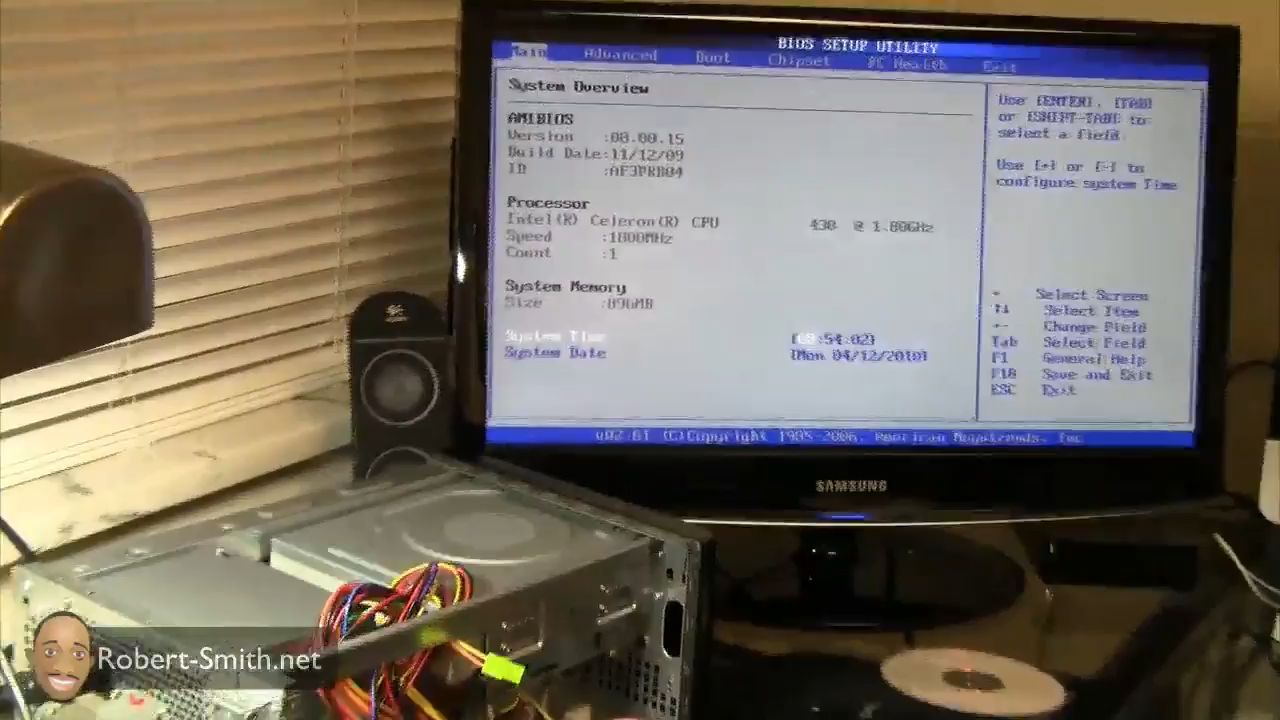 BIOS SETUP UTILITY
Main Advanced Boot Chipset PC Health Exit
System Overview
AMIBIOS
Version :08.00.15
Build Date:11/12/09
ID :AF3PRB04
Processor
Intel(R) Celeron(R) CPU 430 @ 1.80GHz
Speed :1800MHz
Count :1
System Memory
Size :896MB
System Time
System Date [Mon 04/12/2010]
Use [ENTER], [TAB]
or [SHIFT-TAB] to
select a field.
Use [+] or [-] to
configure system Time
Select Screen
↑↓ Select Item
+- Change Field
Tab Select Field
F1 General Help
F10 Save and Exit
ESC Exit
v02.61 (C)Copyright 1985-2006, American Megatrends, Inc
SAMSUNG
Robert-Smith.net